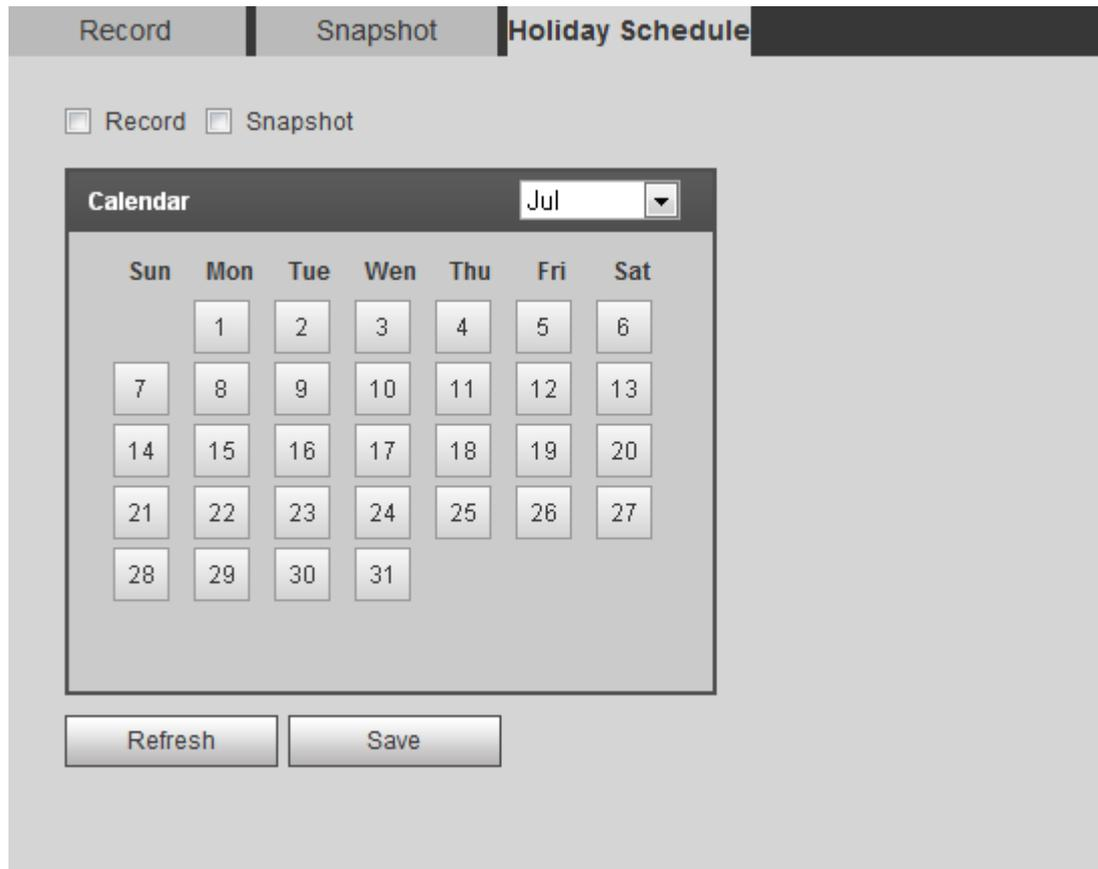 Record Snapshot Holiday Schedule
Record Snapshot
Calendar Jul
Sun Mon Tue Wen Thu Fri Sat
1 2 3 4 5 6
7 8 9 10 11 12 13
14 15 16 17 18 19 20
21 22 23 24 25 26 27
28 29 30 31
Refresh Save